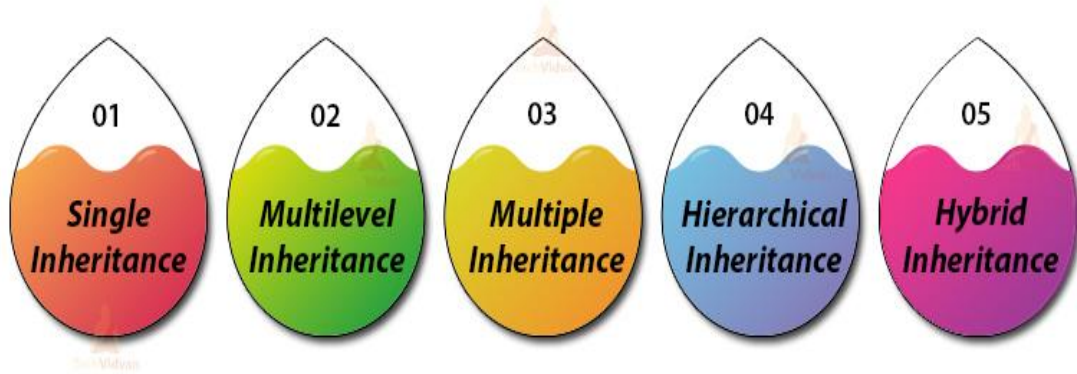 01
Single
Inheritance
02
Multilevel
Inheritance
03
Multiple
Inheritance
04
Hierarchical
Inheritance
05
Hybrid
Inheritance